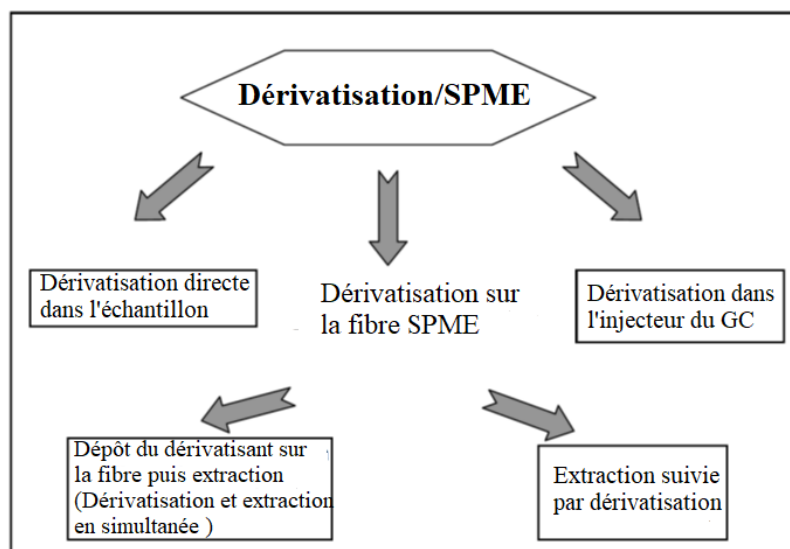 Dérivatisation/SPME
Dérivatisation directe
dans l'échantillon
Dérivatisation sur
la fibre SPME
Dérivatisation dans
l'injecteur du GC
Dépôt du dérivatisant sur
la fibre puis extraction
(Dérivatisation et extraction
en simultanée )
Extraction suivie
par dérivatisation